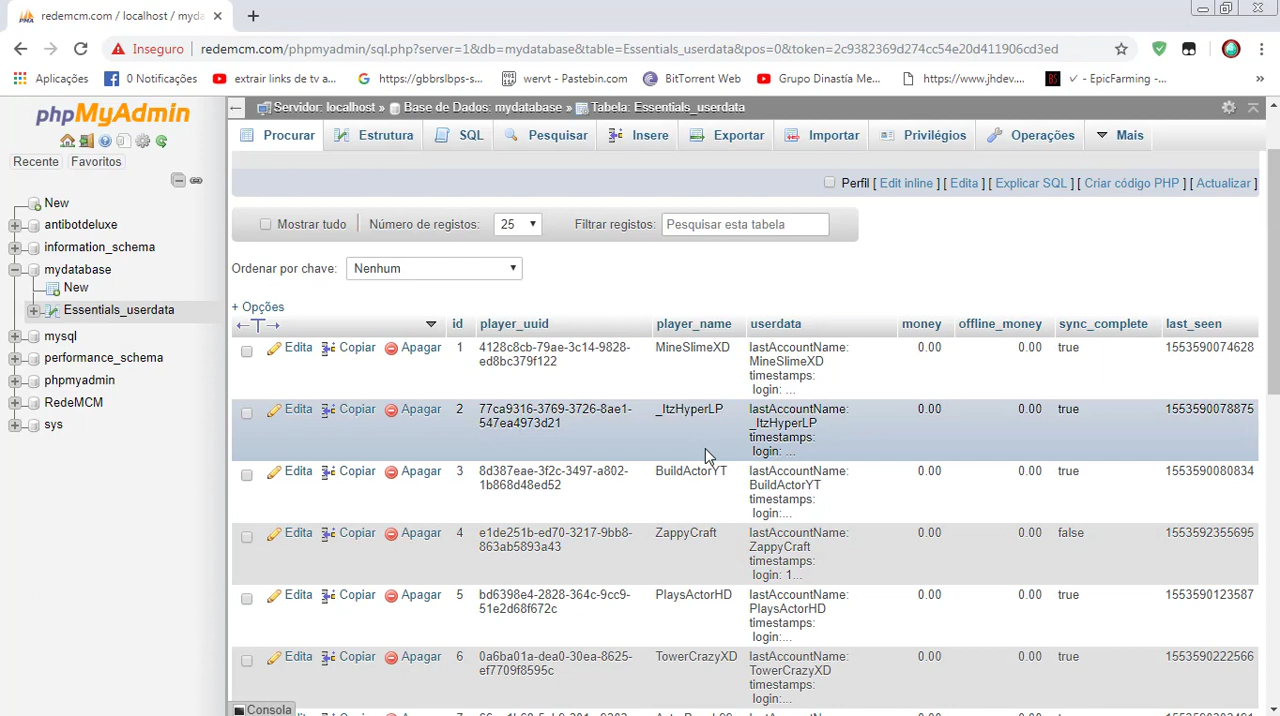 redemcm.com / localhost / myda
Inseguro redemcm.com/phpmyadmin/sql.php?server=1&db=mydatabase&table=Essentials_userdata&pos=0&token=2c9382369d274cc54e20d411906cd3ed
Aplicações 0 Notificações extrair links de tv a... https://gbbrslbps-s... wervt - Pastebin.com BitTorrent Web Grupo Dinastía Me... https://www.jhdev.... BS ✓ - EpicFarming -... »
phpMyAdmin
Recente Favoritos
New
antibotdeluxe
information_schema
mydatabase
New
Essentials_userdata
mysql
performance_schema
phpmyadmin
RedeMCM
sys
Servidor: localhost » Base de Dados: mydatabase » Tabela: Essentials_userdata
Procurar Estrutura SQL Pesquisar Insere Exportar Importar Privilégios Operações Mais
Perfil [ Edit inline ] [ Edita ] [ Explicar SQL ] [ Criar código PHP ] [ Actualizar ]
Mostrar tudo Número de registos: 25 Filtrar registos: Pesquisar esta tabela
Ordenar por chave: Nenhum
+ Opções
←T→ id player_uuid player_name userdata money offline_money sync_complete last_seen
Edita Copiar Apagar 1 4128c8cb-79ae-3c14-9828- MineSlimeXD lastAccountName: 0.00 0.00 true 1553590074628
ed8bc379f122 MineSlimeXD
timestamps:
login: ...
Edita Copiar Apagar 2 77ca9316-3769-3726-8ae1- _ItzHyperLP lastAccountName: 0.00 0.00 true 1553590078875
547ea4973d21 _ItzHyperLP
timestamps:
login: ...
Edita Copiar Apagar 3 8d387eae-3f2c-3497-a802- BuildActorYT lastAccountName: 0.00 0.00 true 1553590080834
1b868d48ed52 BuildActorYT
timestamps:
login:...
Edita Copiar Apagar 4 e1de251b-ed70-3217-9bb8- ZappyCraft lastAccountName: 0.00 0.00 false 1553592355695
863ab5893a43 ZappyCraft
timestamps:
login: 1...
Edita Copiar Apagar 5 bd6398e4-2828-364c-9cc9- PlaysActorHD lastAccountName: 0.00 0.00 true 1553590123587
51e2d68f672c PlaysActorHD
timestamps:
login:...
Edita Copiar Apagar 6 0a6ba01a-dea0-30ea-8625- TowerCrazyXD lastAccountName: 0.00 0.00 true 1553590222566
ef7709f8595c TowerCrazyXD
timestamps:
login:...
Consola